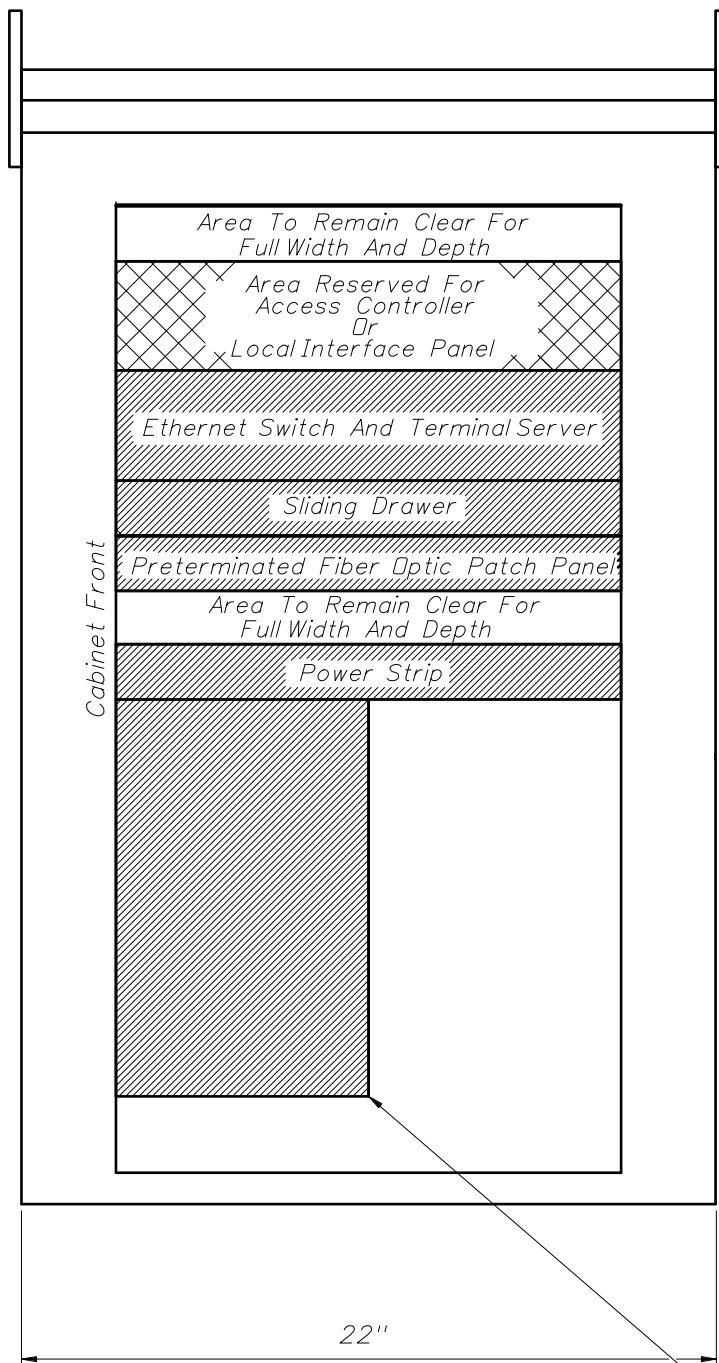 Area To Remain Clear For
Full Width And Depth
Area Reserved For
Access Controller
Or
Local Interface Panel
Ethernet Switch And Terminal Server
Sliding Drawer
Preterminated Fiber Optic Patch Panel
Area To Remain Clear For
Full Width And Depth
Power Strip
Cabinet Front
22"